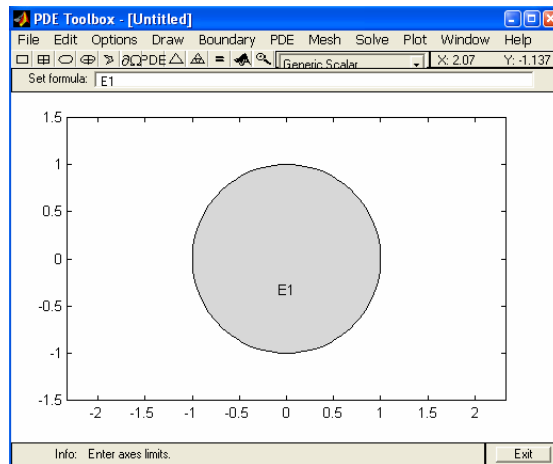 PDE Toolbox - [Untitled]
File Edit Options Draw Boundary PDE Mesh Solve Plot Window Help
∂Ω PDE = Generic Scalar X: 2.07 Y: -1.137
Set formula: E1
1.5
1
0.5
0
-0.5
-1
-1.5
E1
-2 -1.5 -1 -0.5 0 0.5 1 1.5 2
Info: Enter axes limits. Exit